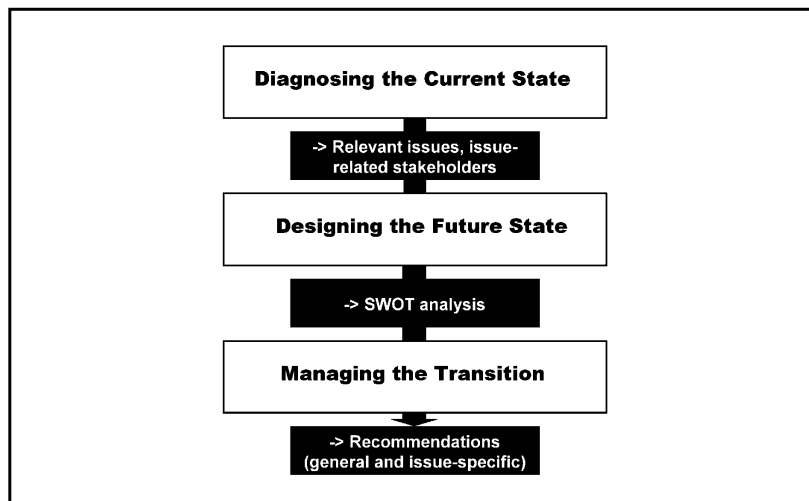 Diagnosing the Current State
-> Relevant issues, issue-
related stakeholders
Designing the Future State
-> SWOT analysis
Managing the Transition
-> Recommendations
(general and issue-specific)